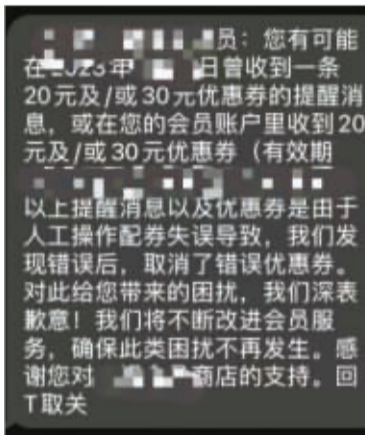 员：您有可能
在2023年 日曾收到一条
20元及/或30元优惠券的提醒消
息，或在您的会员账户里收到20
元及/或30元优惠券（有效期
以上提醒消息以及优惠券是由于
人工操作配券失误导致，我们发
现错误后，取消了错误优惠券。
对此给您带来的困扰，我们深表
歉意！我们将不断改进会员服
务，确保此类困扰不再发生。感
谢您对 商店的支持。回
T取关